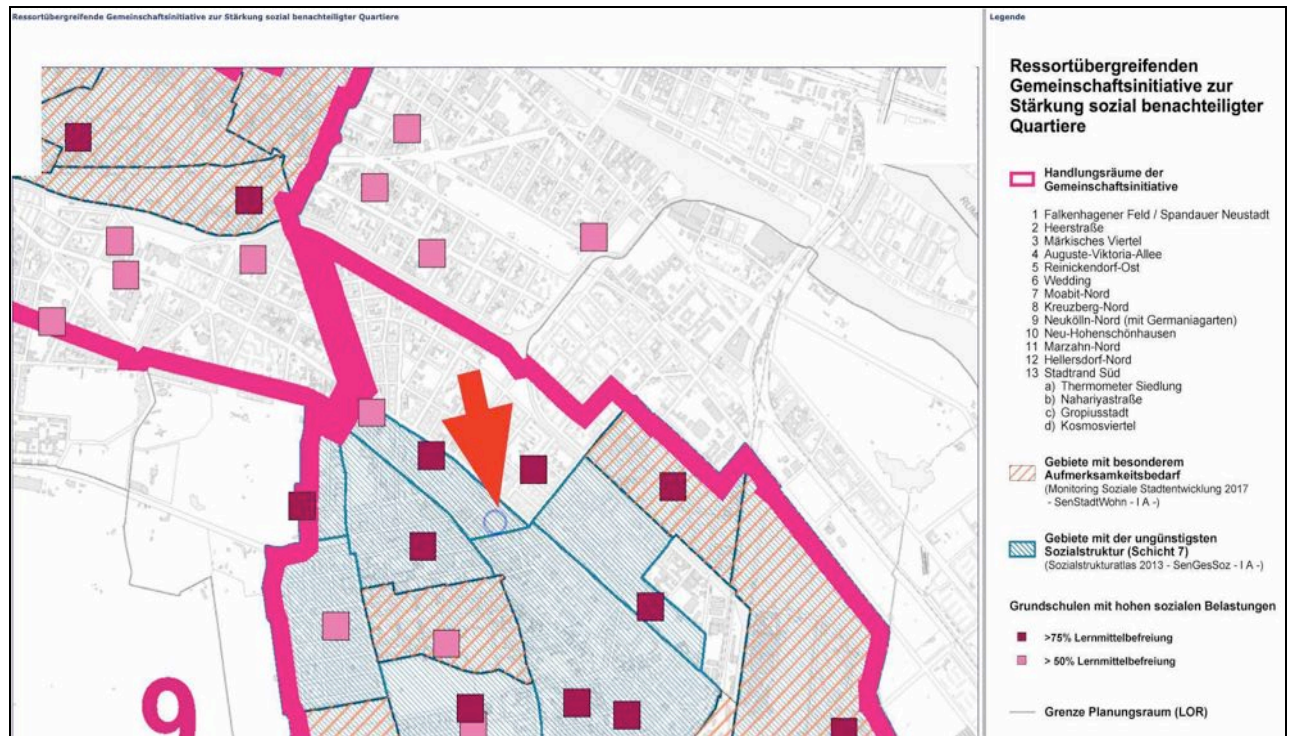 Ressortübergreifende Gemeinschaftsinitiative zur Stärkung sozial benachteiligter Quartiere
9
Legende
Ressortübergreifenden
Gemeinschaftsinitiative zur
Stärkung sozial benachteiligter
Quartiere
Handlungsräume der
Gemeinschaftsinitiative
1 Falkenhagener Feld / Spandauer Neustadt
2 Heerstraße
3 Märkisches Viertel
4 Auguste-Viktoria-Allee
5 Reinickendorf-Ost
6 Wedding
7 Moabit-Nord
8 Kreuzberg-Nord
9 Neukölln-Nord (mit Germaniagarten)
10 Neu-Hohenschönhausen
11 Marzahn-Nord
12 Hellersdorf-Nord
13 Stadtrand Süd
a) Thermometer Siedlung
b) Nahariyastraße
c) Gropiusstadt
d) Kosmosviertel
Gebiete mit besonderem
Aufmerksamkeitsbedarf
(Monitoring Soziale Stadtentwicklung 2017
- SenStadtWohn - I A -)
Gebiete mit der ungünstigsten
Sozialstruktur (Schicht 7)
(Sozialstrukturatlas 2013 - SenGesSoz - I A -)
Grundschulen mit hohen sozialen Belastungen
>75% Lernmittelbefreiung
> 50% Lernmittelbefreiung
Grenze Planungsraum (LOR)